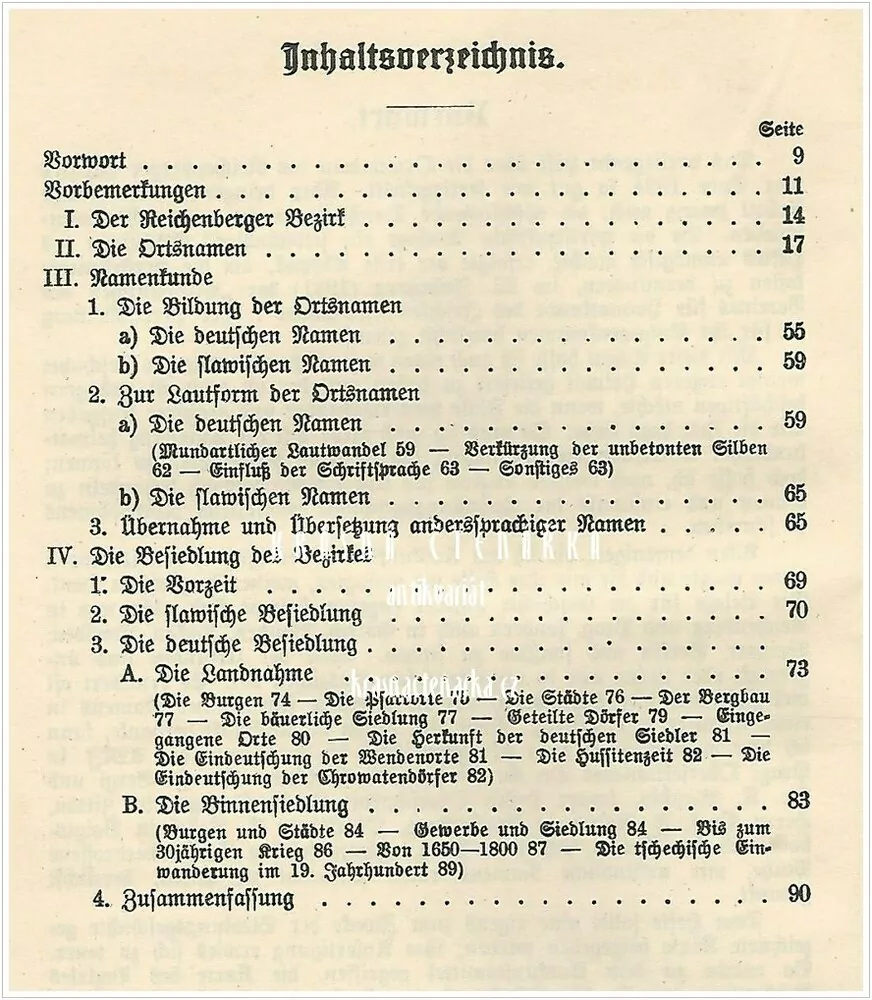 Inhaltsverzeichnis.
Seite
Vorwort . . . . . . . . . . . . . . . . . . . . 9
Vorbemerkungen . . . . . . . . . . . . . . . . . . 11
I. Der Reichenberger Bezirk . . . . . . . . . . . . . 14
II. Die Ortsnamen . . . . . . . . . . . . . . . . 17
III. Namenkunde
1. Die Bildung der Ortsnamen
a) Die deutschen Namen . . . . . . . . . . . . 55
b) Die slawischen Namen . . . . . . . . . . . . 59
2. Zur Lautform der Ortsnamen
a) Die deutschen Namen . . . . . . . . . . . . 59
(Mundartlicher Lautwandel 59 — Verkürzung der unbetonten Silben
62 — Einfluß der Schriftsprache 63 — Sonstiges 63)
b) Die slawischen Namen . . . . . . . . . . . . 65
3. Übernahme und Übersetzung anderssprachiger Namen . . . . 65
IV. Die Besiedlung des Bezirkes
antikvariát
1. Die Vorzeit . . . . . . . . . . . . . . . . 69
2. Die slawische Besiedlung . . . . . . . . . . . . 70
3. Die deutsche Besiedlung . . . . . . . . . . . .
A. Die Landnahme . . . . . . . . . . . . . . 73
(Die Burgen 74 — Die Pfarrorte 75 — Die Städte 76 — Der Bergbau
77 — Die bäuerliche Siedlung 77 — Geteilte Dörfer 79 — Einge-
gangene Orte 80 — Die Herkunft der deutschen Siedler 81 —
Die Eindeutschung der Wendenorte 81 — Die Hussitenzeit 82 — Die
Eindeutschung der Chrowatendörfer 82)
B. Die Binnensiedlung . . . . . . . . . . . . . 83
(Burgen und Städte 84 — Gewerbe und Siedlung 84 — Bis zum
30jährigen Krieg 86 — Von 1650—1800 87 — Die tschechische Ein-
wanderung im 19. Jahrhundert 89)
4. Zusammenfassung . . . . . . . . . . . . . . 90